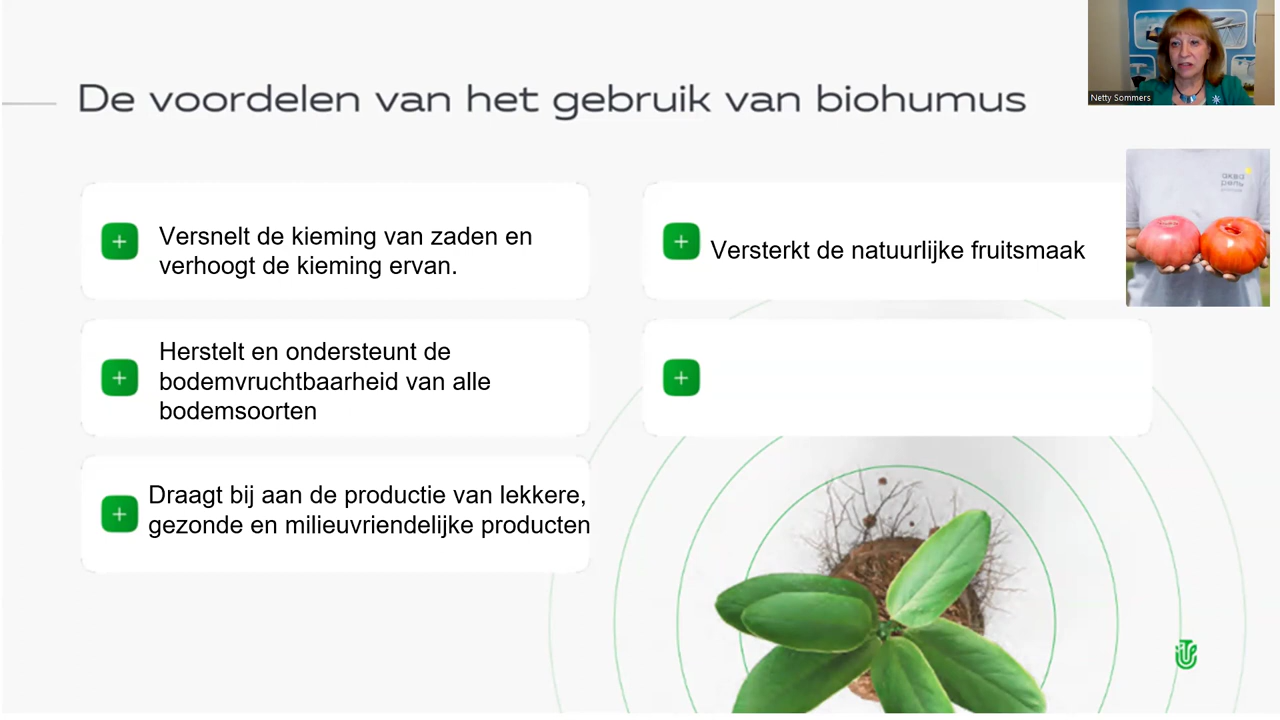 De voordelen van het gebruik van biohumus
Netty Sommers
Versnelt de kieming van zaden en
verhoogt de kieming ervan.
Versterkt de natuurlijke fruitsmaak
аква
рель
Herstelt en ondersteunt de
bodemvruchtbaarheid van alle
bodemsoorten
Draagt bij aan de productie van lekkere,
gezonde en milieuvriendelijke producten